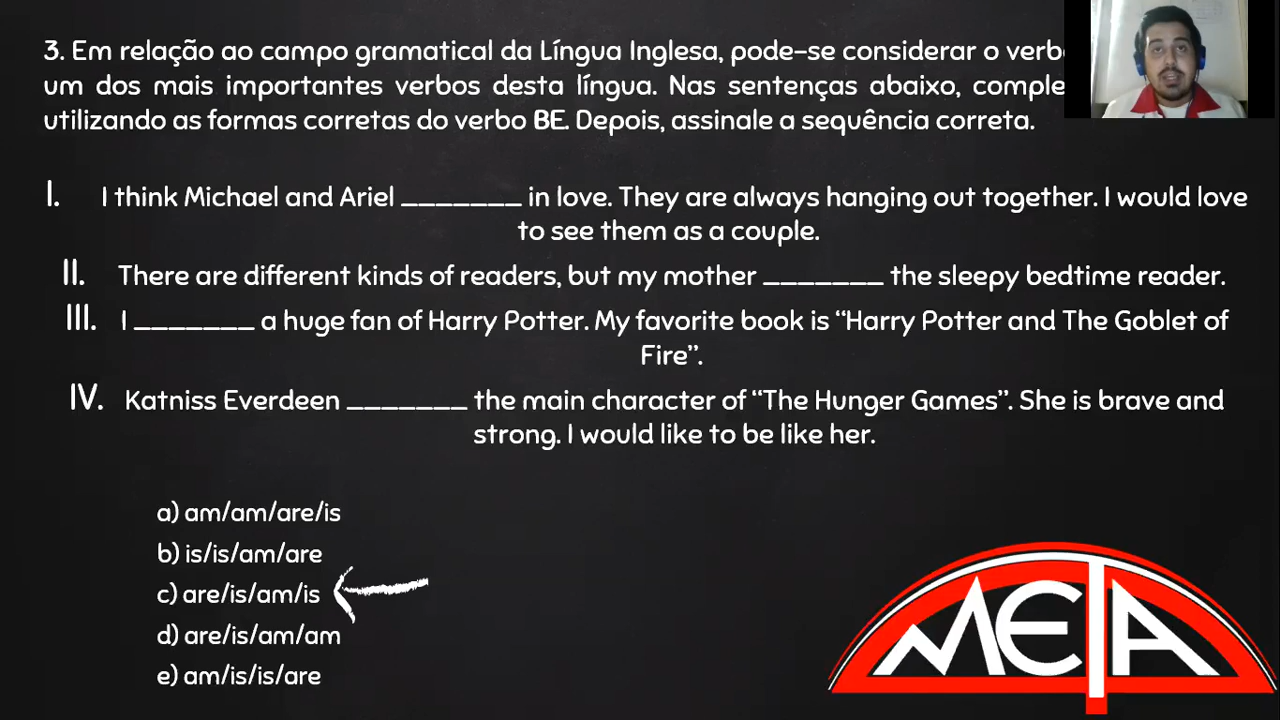 3. Em relação ao campo gramatical da Língua Inglesa, pode-se considerar o
um dos mais importantes verbos desta língua. Nas sentenças abaixo,
utilizando as formas corretas do verbo BE. Depois, assinale a sequência correta.
I. I think Michael and Ariel _______ in love. They are always hanging out together. I would love
to see them as a couple.
II. There are different kinds of readers, but my mother _______ the sleepy bedtime reader.
III. I _______ a huge fan of Harry Potter. My favorite book is “Harry Potter and The Goblet of
Fire”.
IV. Katniss Everdeen _______ the main character of “The Hunger Games”. She is brave and
strong. I would like to be like her.
a) am/am/are/is
b) is/is/am/are
c) are/is/am/is
d) are/is/am/am
e) am/is/is/are
META